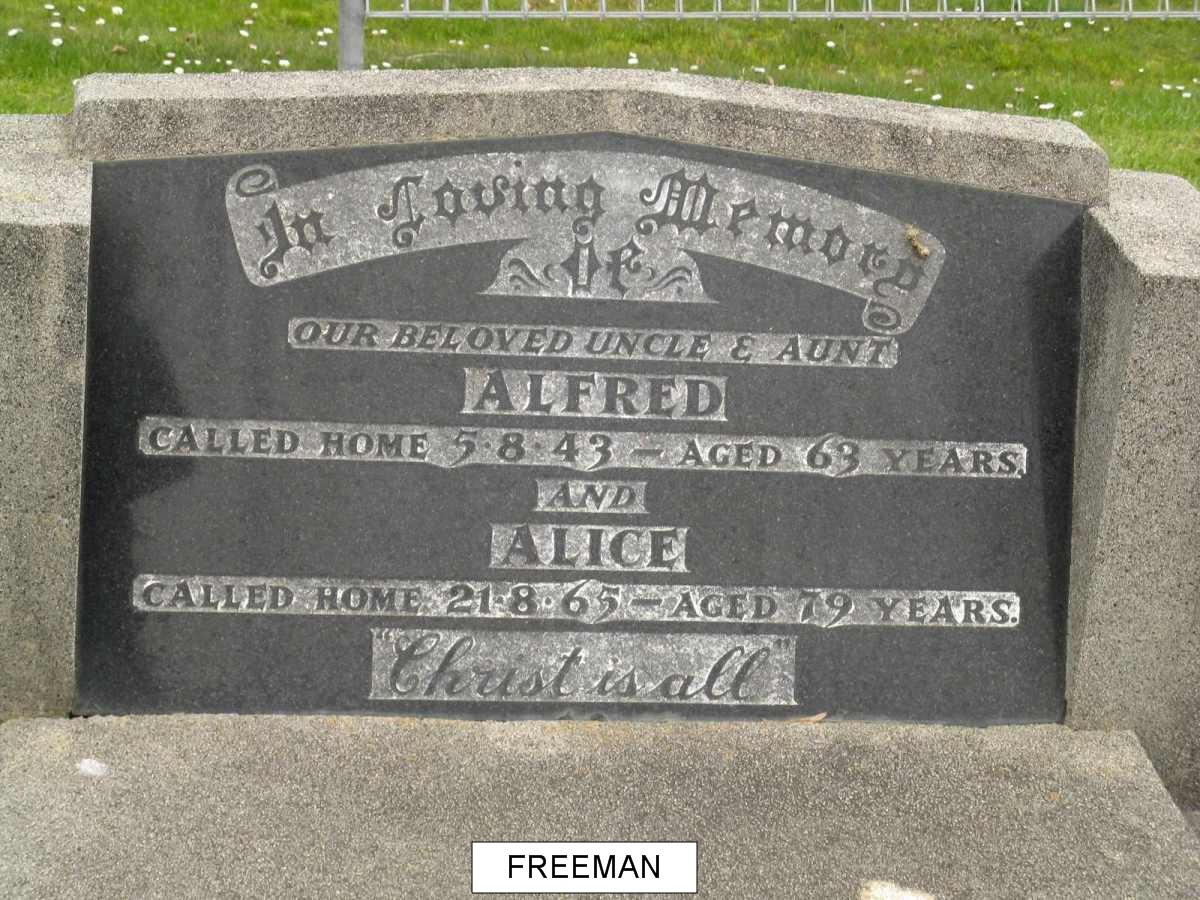 In Loving Memory
Of
OUR BELOVED UNCLE & AUNT
ALFRED
CALLED HOME 5·8·43 – AGED 63 YEARS.
AND
ALICE
CALLED HOME 21·8·65 – AGED 79 YEARS.
"Christ is all"
FREEMAN